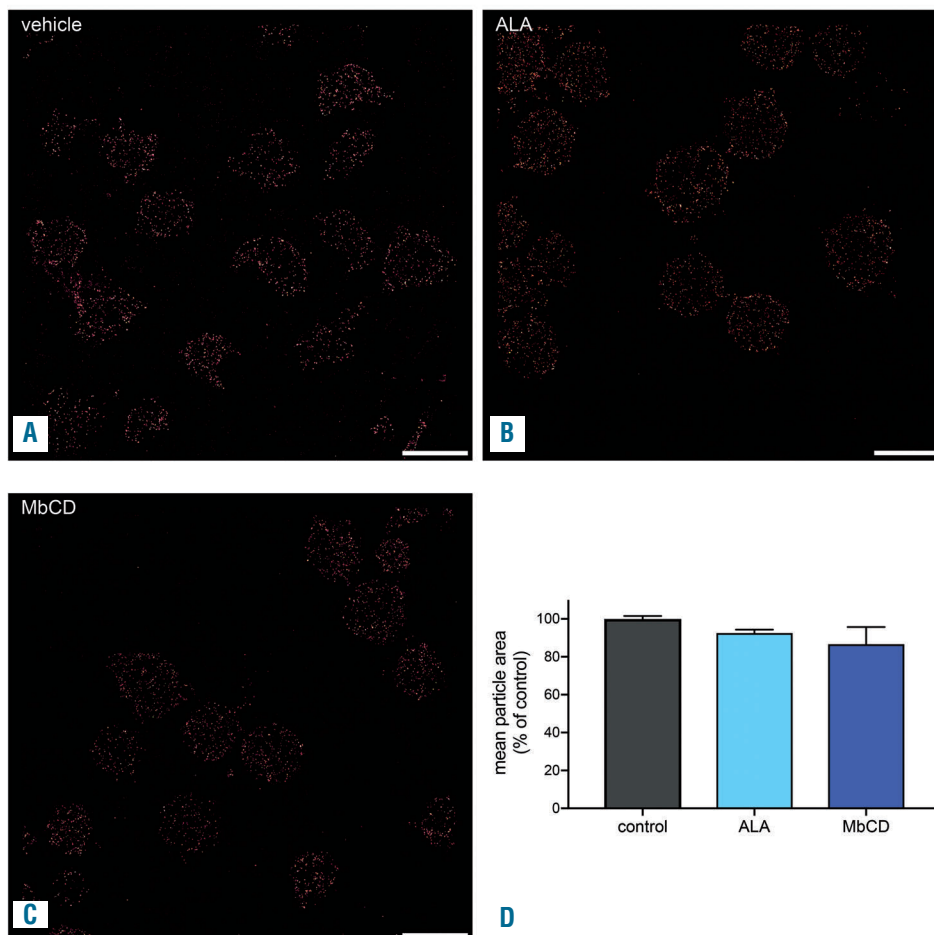 vehicle
A
ALA
B
MbCD
C
mean particle area
(% of control)
100
80
60
40
20
0
control ALA MbCD
D